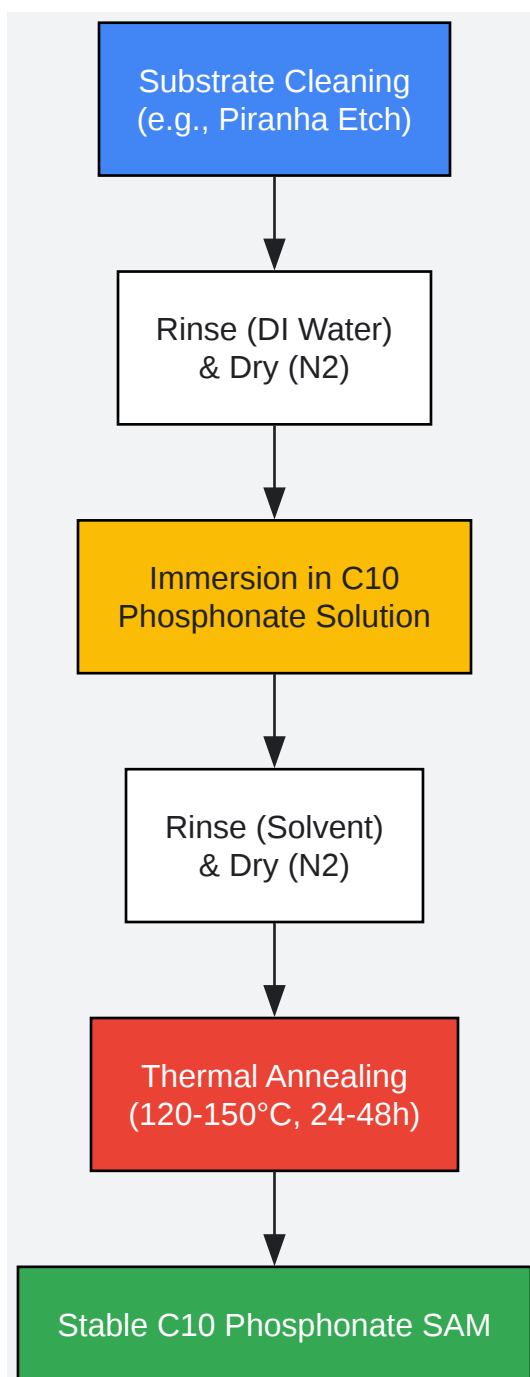 Substrate Cleaning
(e.g., Piranha Etch)
Rinse (DI Water)
& Dry (N2)
Immersion in C10
Phosphonate Solution
Rinse (Solvent)
& Dry (N2)
Thermal Annealing
(120-150°C, 24-48h)
Stable C10 Phosphonate SAM